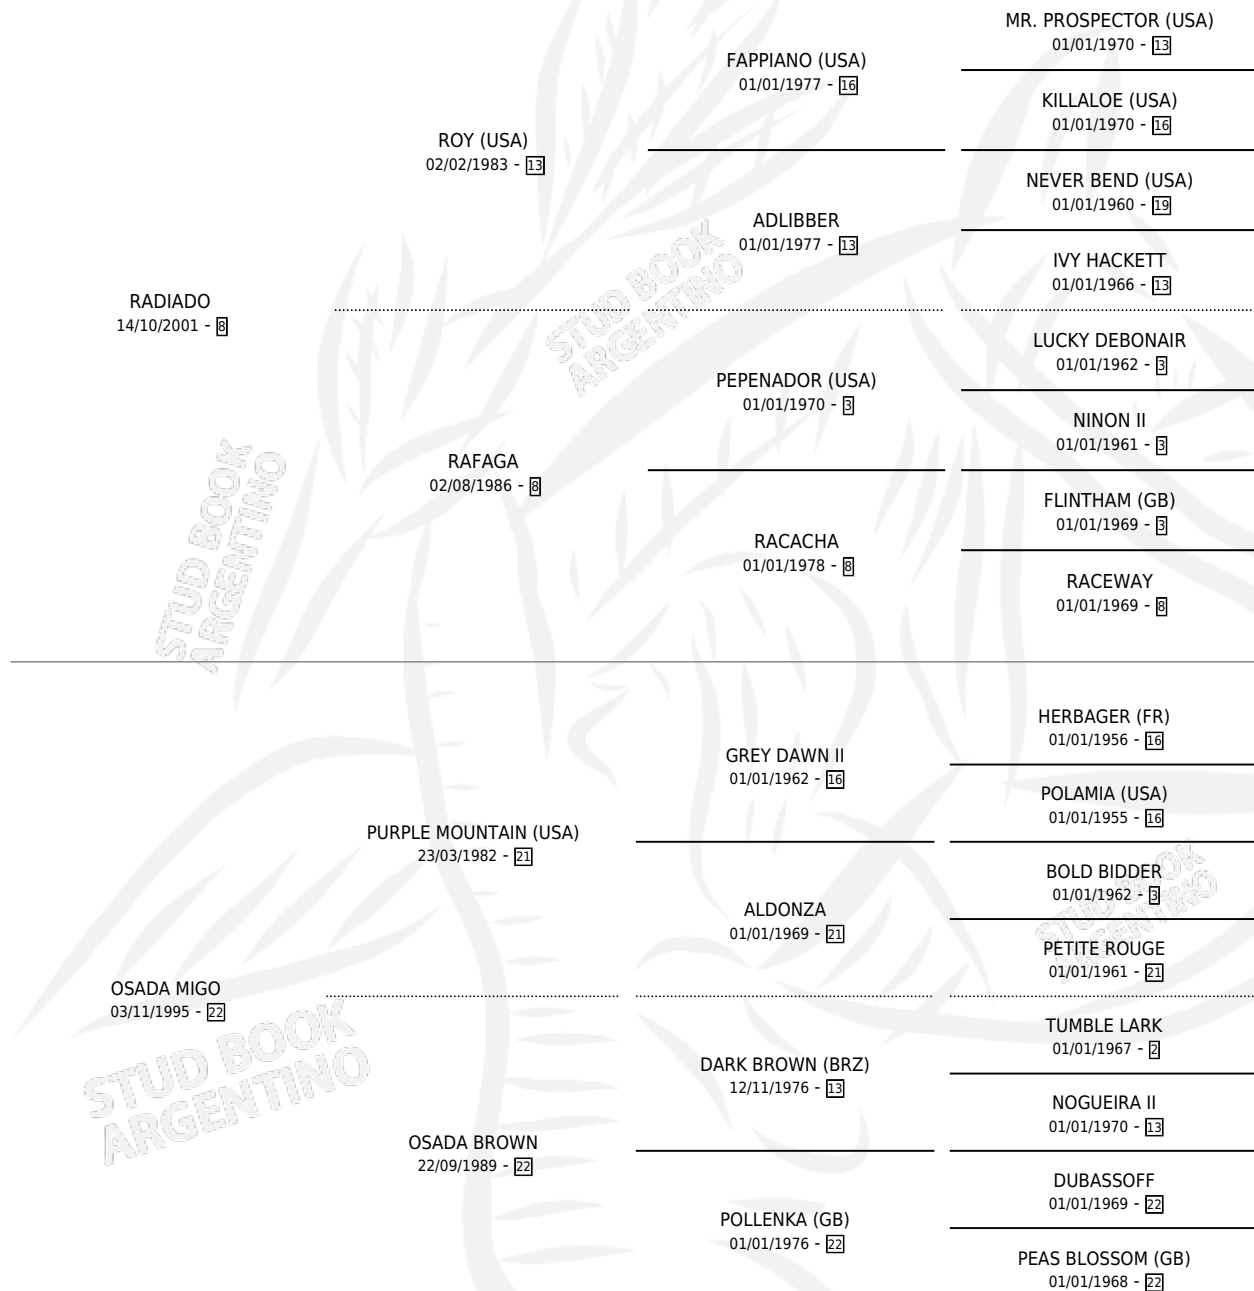 MR. PROSPECTOR (USA)
01/01/1970 - 13
FAPPIANO (USA)
01/01/1977 - 16
KILLALOE (USA)
01/01/1970 - 16
ROY (USA)
02/02/1983 - 13
NEVER BEND (USA)
01/01/1960 - 19
ADLIBBER
01/01/1977 - 13
IVY HACKETT
01/01/1966 - 13
RADIADO
14/10/2001 - 8
LUCKY DEBONAIR
01/01/1962 - 3
PEPENADOR (USA)
01/01/1970 - 3
NINON II
01/01/1961 - 3
RAFAGA
02/08/1986 - 8
FLINTHAM (GB)
01/01/1969 - 3
RACACHA
01/01/1978 - 8
RACEWAY
01/01/1969 - 8
HERBAGER (FR)
01/01/1956 - 16
GREY DAWN II
01/01/1962 - 16
POLAMIA (USA)
01/01/1955 - 16
PURPLE MOUNTAIN (USA)
23/03/1982 - 21
BOLD BIDDER
01/01/1962 - 3
ALDONZA
01/01/1969 - 21
PETITE ROUGE
01/01/1961 - 21
OSADA MIGO
03/11/1995 - 22
TUMBLE LARK
01/01/1967 - 2
DARK BROWN (BRZ)
12/11/1976 - 13
NOGUEIRA II
01/01/1970 - 13
OSADA BROWN
22/09/1989 - 22
DUBASSOFF
01/01/1969 - 22
POLLENKA (GB)
01/01/1976 - 22
PEAS BLOSSOM (GB)
01/01/1968 - 22
STUD BOOK
ARGENTINO
STUD BOOK
ARGENTINO
STUD BOOK
ARGENTINO
STUD BOOK
ARGENTINO